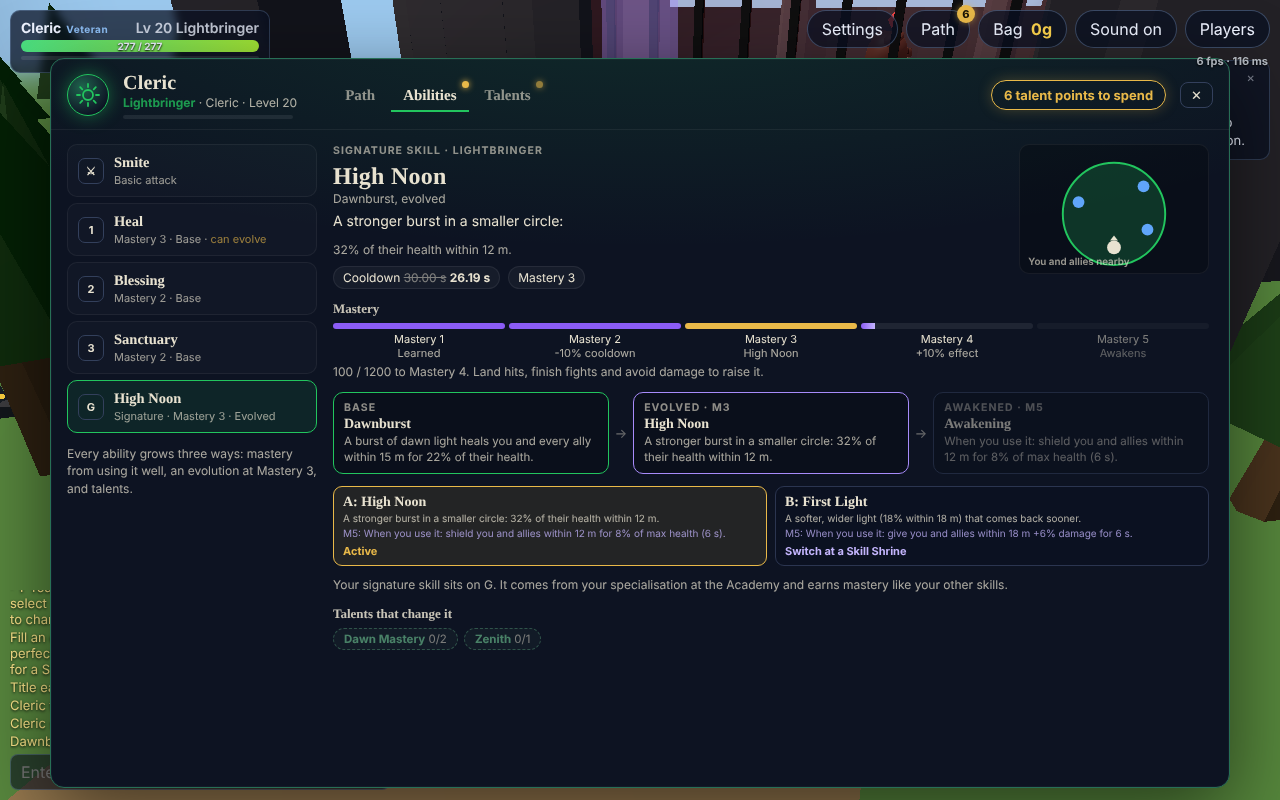 Cleric Veteran Lv 20 Lightbringer
277 / 277
Settings
Path 6
Bag 0g
Sound on
Players
6 fps · 116 ms
×
on.
Cleric
Lightbringer · Cleric · Level 20
Path
Abilities
Talents
6 talent points to spend
×
Smite
Basic attack
1
Heal
Mastery 3 · Base · can evolve
2
Blessing
Mastery 2 · Base
3
Sanctuary
Mastery 2 · Base
G
High Noon
Signature · Mastery 3 · Evolved
Every ability grows three ways: mastery
from using it well, an evolution at Mastery 3,
and talents.
SIGNATURE SKILL · LIGHTBRINGER
High Noon
Dawnburst, evolved
A stronger burst in a smaller circle:
32% of their health within 12 m.
Cooldown 30.00 s 26.19 s
Mastery 3
You and allies nearby
Mastery
Mastery 1
Learned
Mastery 2
-10% cooldown
Mastery 3
High Noon
Mastery 4
+10% effect
Mastery 5
Awakens
100 / 1200 to Mastery 4. Land hits, finish fights and avoid damage to raise it.
BASE
Dawnburst
A burst of dawn light heals you and every ally
within 15 m for 22% of their health.
→
EVOLVED · M3
High Noon
A stronger burst in a smaller circle: 32% of
their health within 12 m.
→
AWAKENED · M5
Awakening
When you use it: shield you and allies within
12 m for 8% of max health (6 s).
A: High Noon
A stronger burst in a smaller circle: 32% of their health within 12 m.
M5: When you use it: shield you and allies within 12 m for 8% of max health (6 s).
Active
B: First Light
A softer, wider light (18% within 18 m) that comes back sooner.
M5: When you use it: give you and allies within 18 m +6% damage for 6 s.
Switch at a Skill Shrine
Your signature skill sits on G. It comes from your specialisation at the Academy and earns mastery like your other skills.
Talents that change it
Dawn Mastery 0/2
Zenith 0/1
select
to chan
Fill an
perfec
for a S
Title ea
Cleric
Cleric
Dawnb
Ente